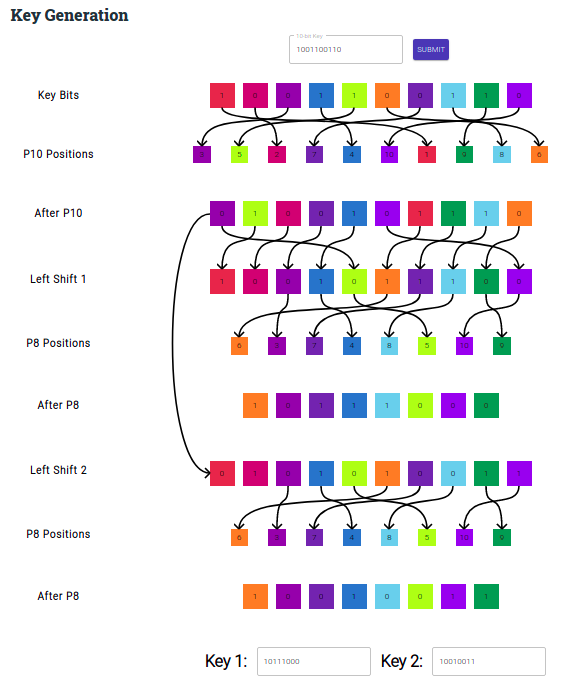 Key Generation
10-bit Key
1001100110
SUBMIT
Key Bits
1 0 0 1 1 0 0 1 1 0
P10 Positions
3 5 2 7 4 10 1 9 8 6
After P10
0 1 0 0 1 0 1 1 1 0
Left Shift 1
1 0 0 1 0 1 1 1 0 0
P8 Positions
6 3 7 4 8 5 10 9
After P8
1 0 1 1 1 0 0 0
Left Shift 2
0 1 0 1 0 1 0 0 1 1
P8 Positions
6 3 7 4 8 5 10 9
After P8
1 0 0 1 0 0 1 1
Key 1: 10111000 Key 2: 10010011